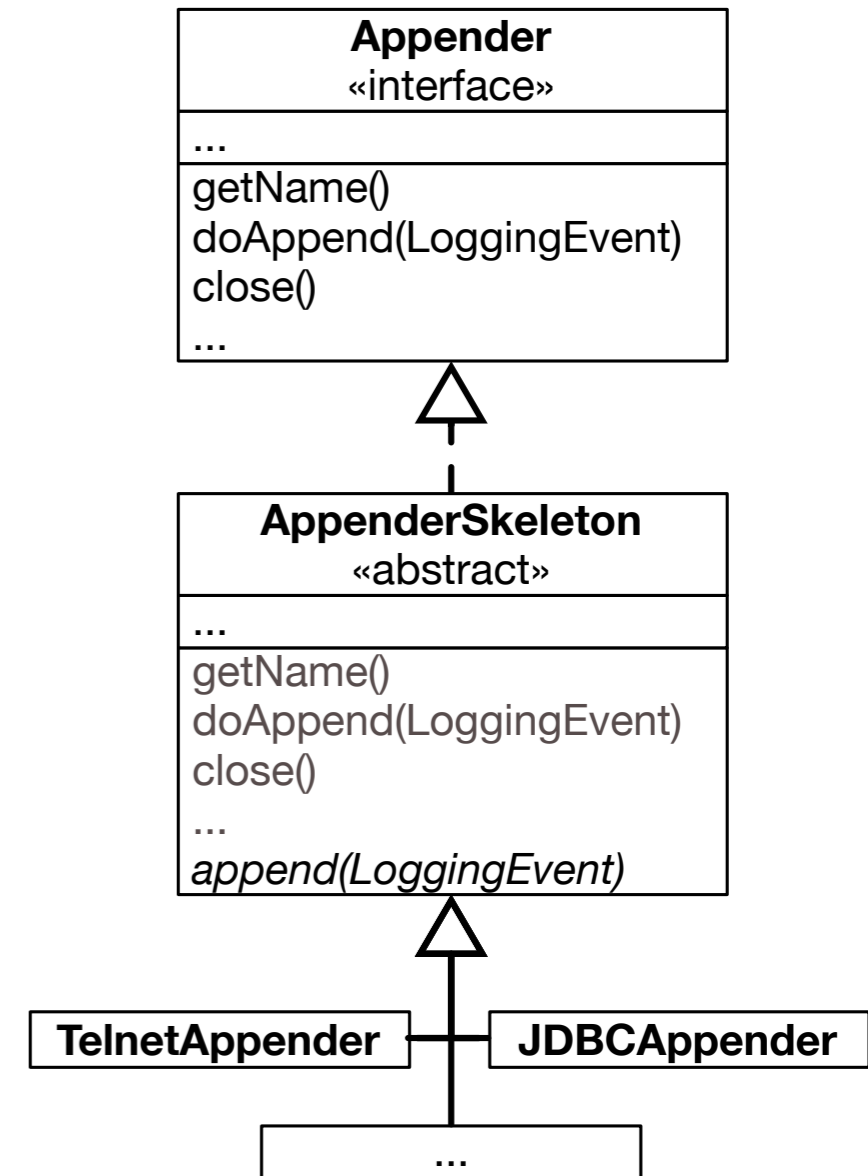 Appender
«interface»
...
getName()
doAppend(LoggingEvent)
close()
...
AppenderSkeleton
«abstract»
...
getName()
doAppend(LoggingEvent)
close()
...
append(LoggingEvent)
TelnetAppender
JDBCAppender
...